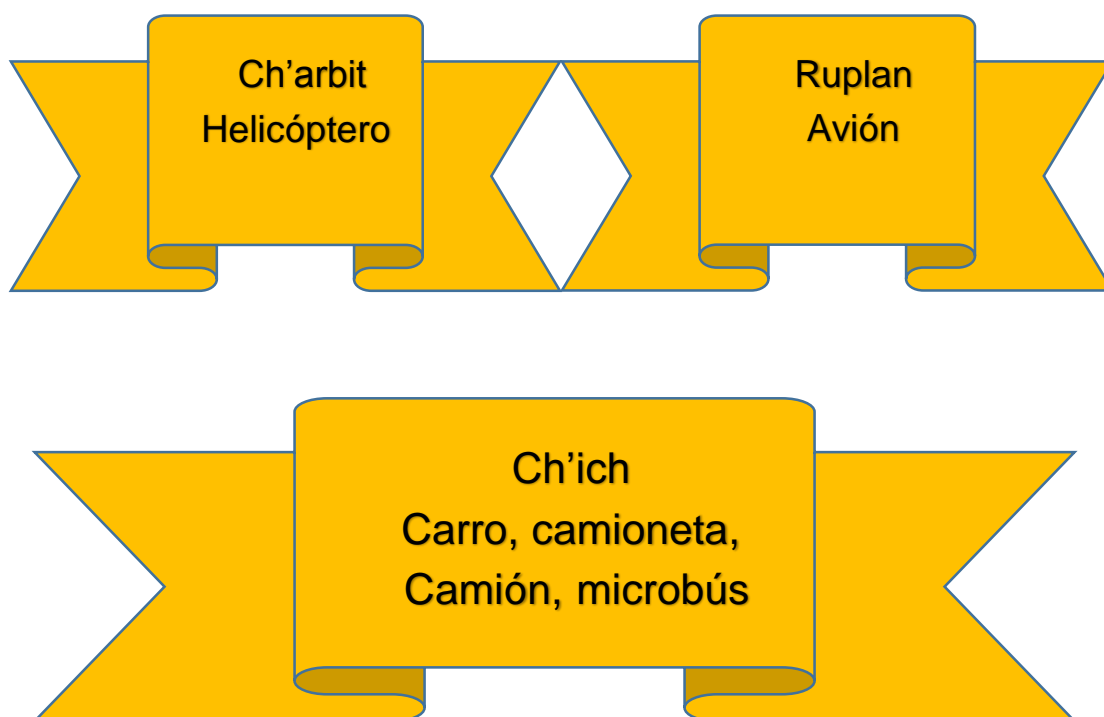 Ch’arbit
Helicóptero
Ruplan
Avión
Ch’ich
Carro, camioneta,
Camión, microbús